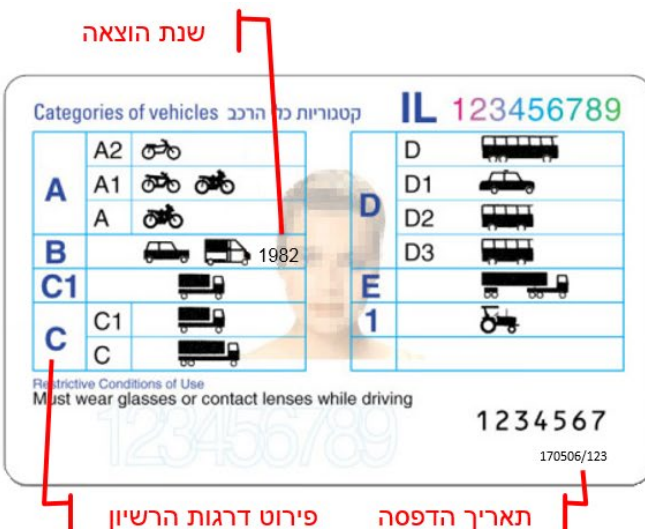 שנת הוצאה
Categories of vehicles קטגוריות כלי הרכב IL 123456789
A
A2
A1
A
B 1982
C1
C
C1
C
D
D
D1
D2
D3
E
1
Restrictive Conditions of Use
Must wear glasses or contact lenses while driving
123456789
1234567
170506/123
פירוט דרגות הרשיון
תאריך הדפסה